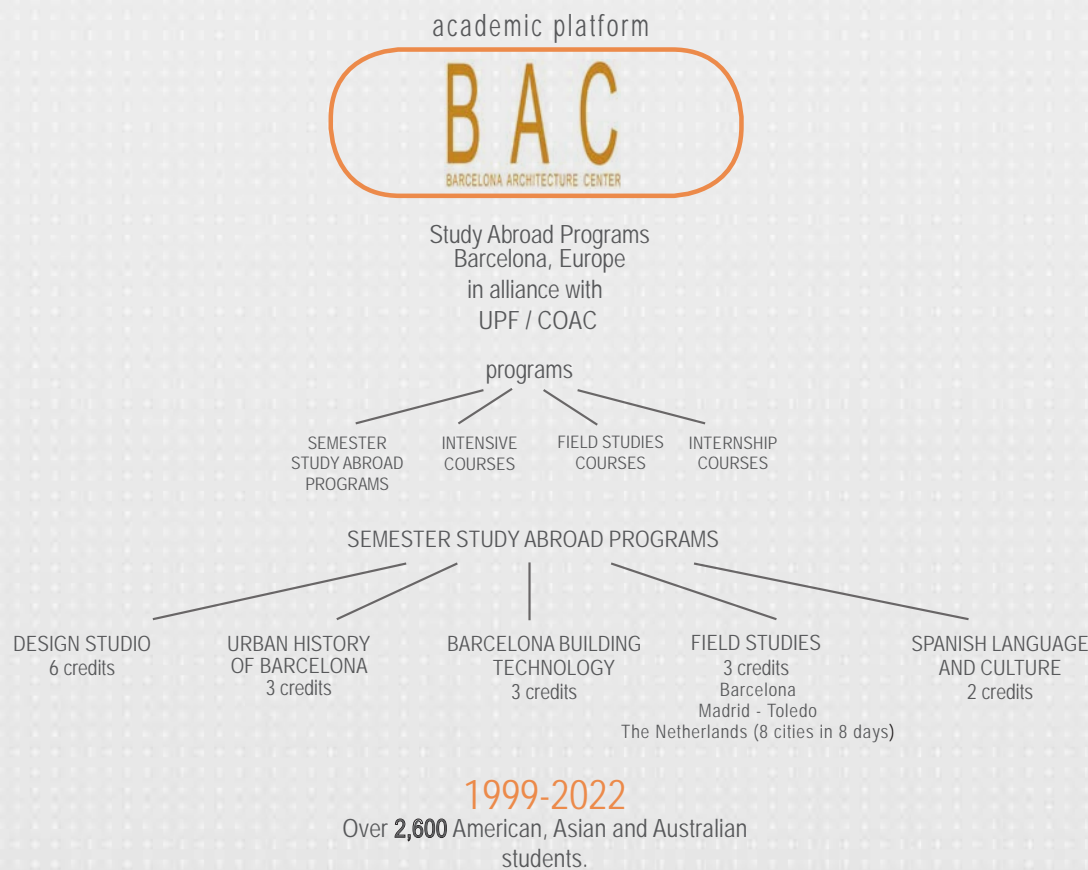 academic platform
BAC
BARCELONA ARCHITECTURE CENTER
Study Abroad Programs
Barcelona, Europe
in alliance with
UPF / COAC
programs
SEMESTER
STUDY ABROAD
PROGRAMS
INTENSIVE
COURSES
FIELD STUDIES
COURSES
INTERNSHIP
COURSES
SEMESTER STUDY ABROAD PROGRAMS
DESIGN STUDIO
6 credits
URBAN HISTORY
OF BARCELONA
3 credits
BARCELONA BUILDING
TECHNOLOGY
3 credits
FIELD STUDIES
3 credits
Barcelona
Madrid - Toledo
The Netherlands (8 cities in 8 days)
SPANISH LANGUAGE
AND CULTURE
2 credits
1999-2022
Over 2,600 American, Asian and Australian
students.